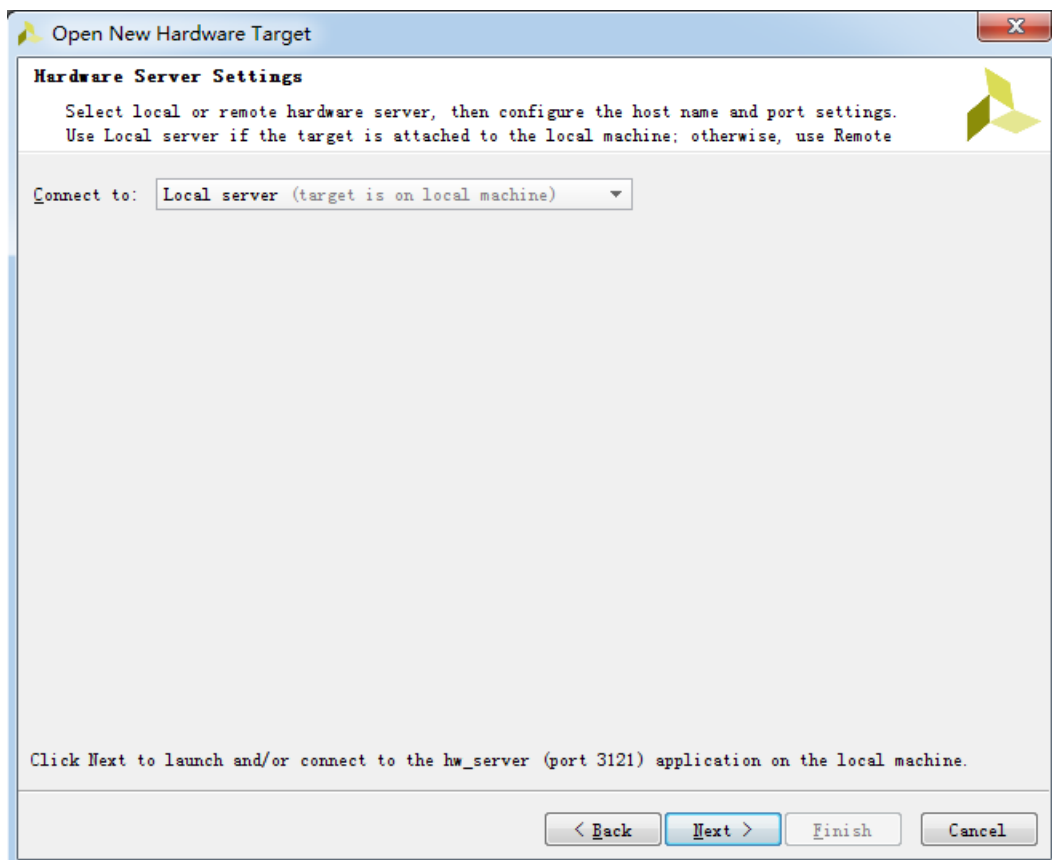 Open New Hardware Target
Hardware Server Settings
Select local or remote hardware server, then configure the host name and port settings.
Use Local server if the target is attached to the local machine; otherwise, use Remote
Connect to: Local server (target is on local machine)
Click Next to launch and/or connect to the hw_server (port 3121) application on the local machine.
< Back Next > Finish Cancel